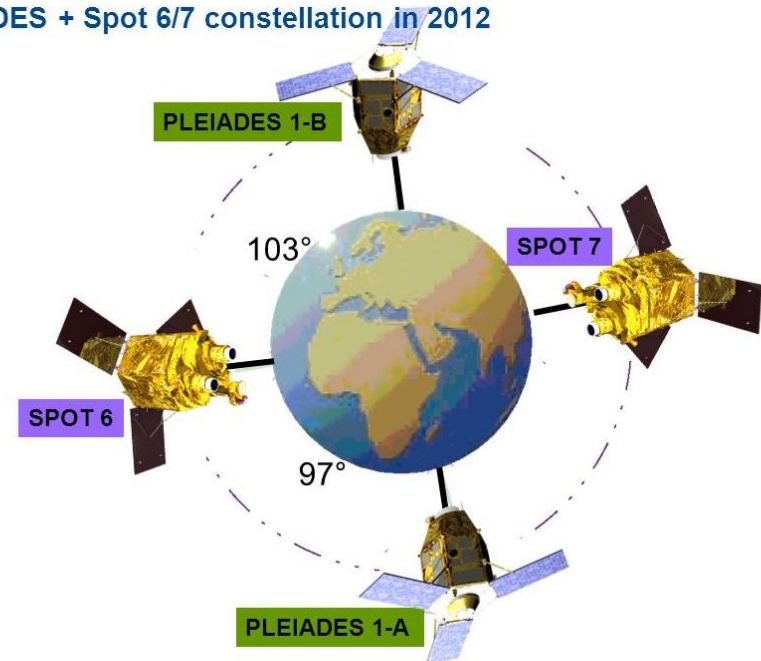 DES + Spot 6/7 constellation in 2012
PLEIADES 1-B
103°
SPOT 7
SPOT 6
97°
PLEIADES 1-A